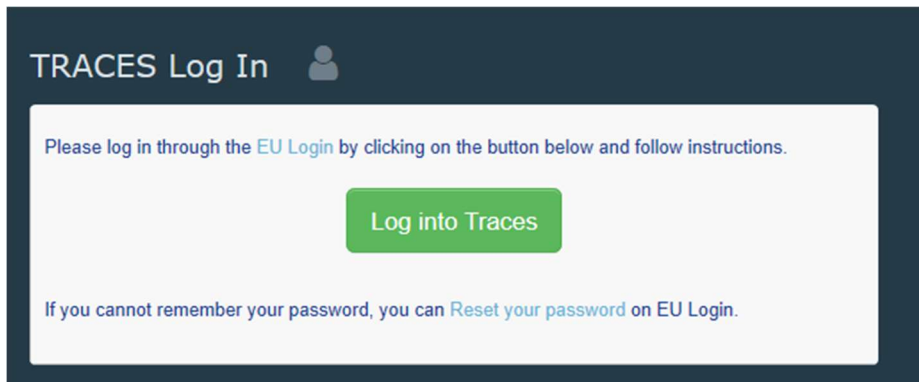 TRACES Log In
Please log in through the EU Login by clicking on the button below and follow instructions.
Log into Traces
If you cannot remember your password, you can Reset your password on EU Login.